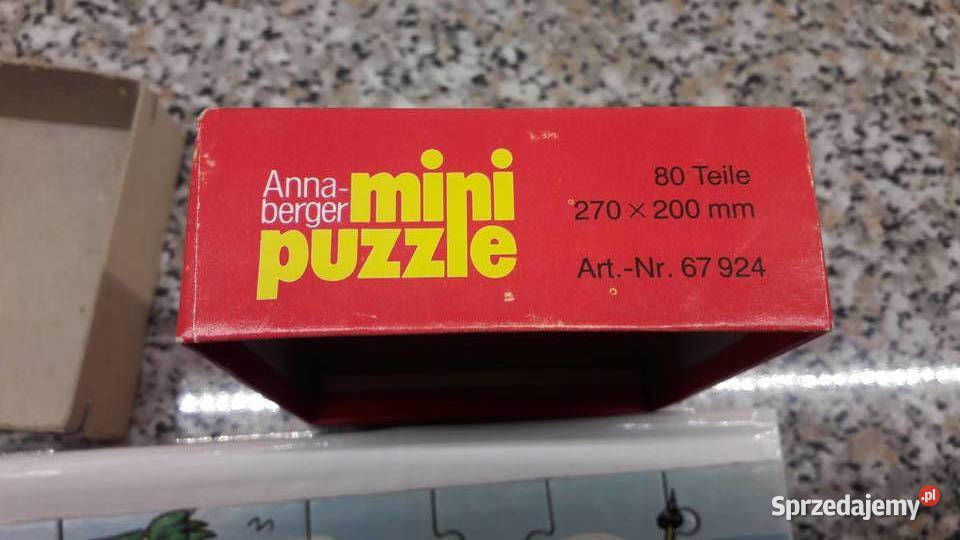 Anna-
berger mini
puzzle
80 Teile
270 × 200 mm
Art.-Nr. 67 924
Sprzedajemy.pl